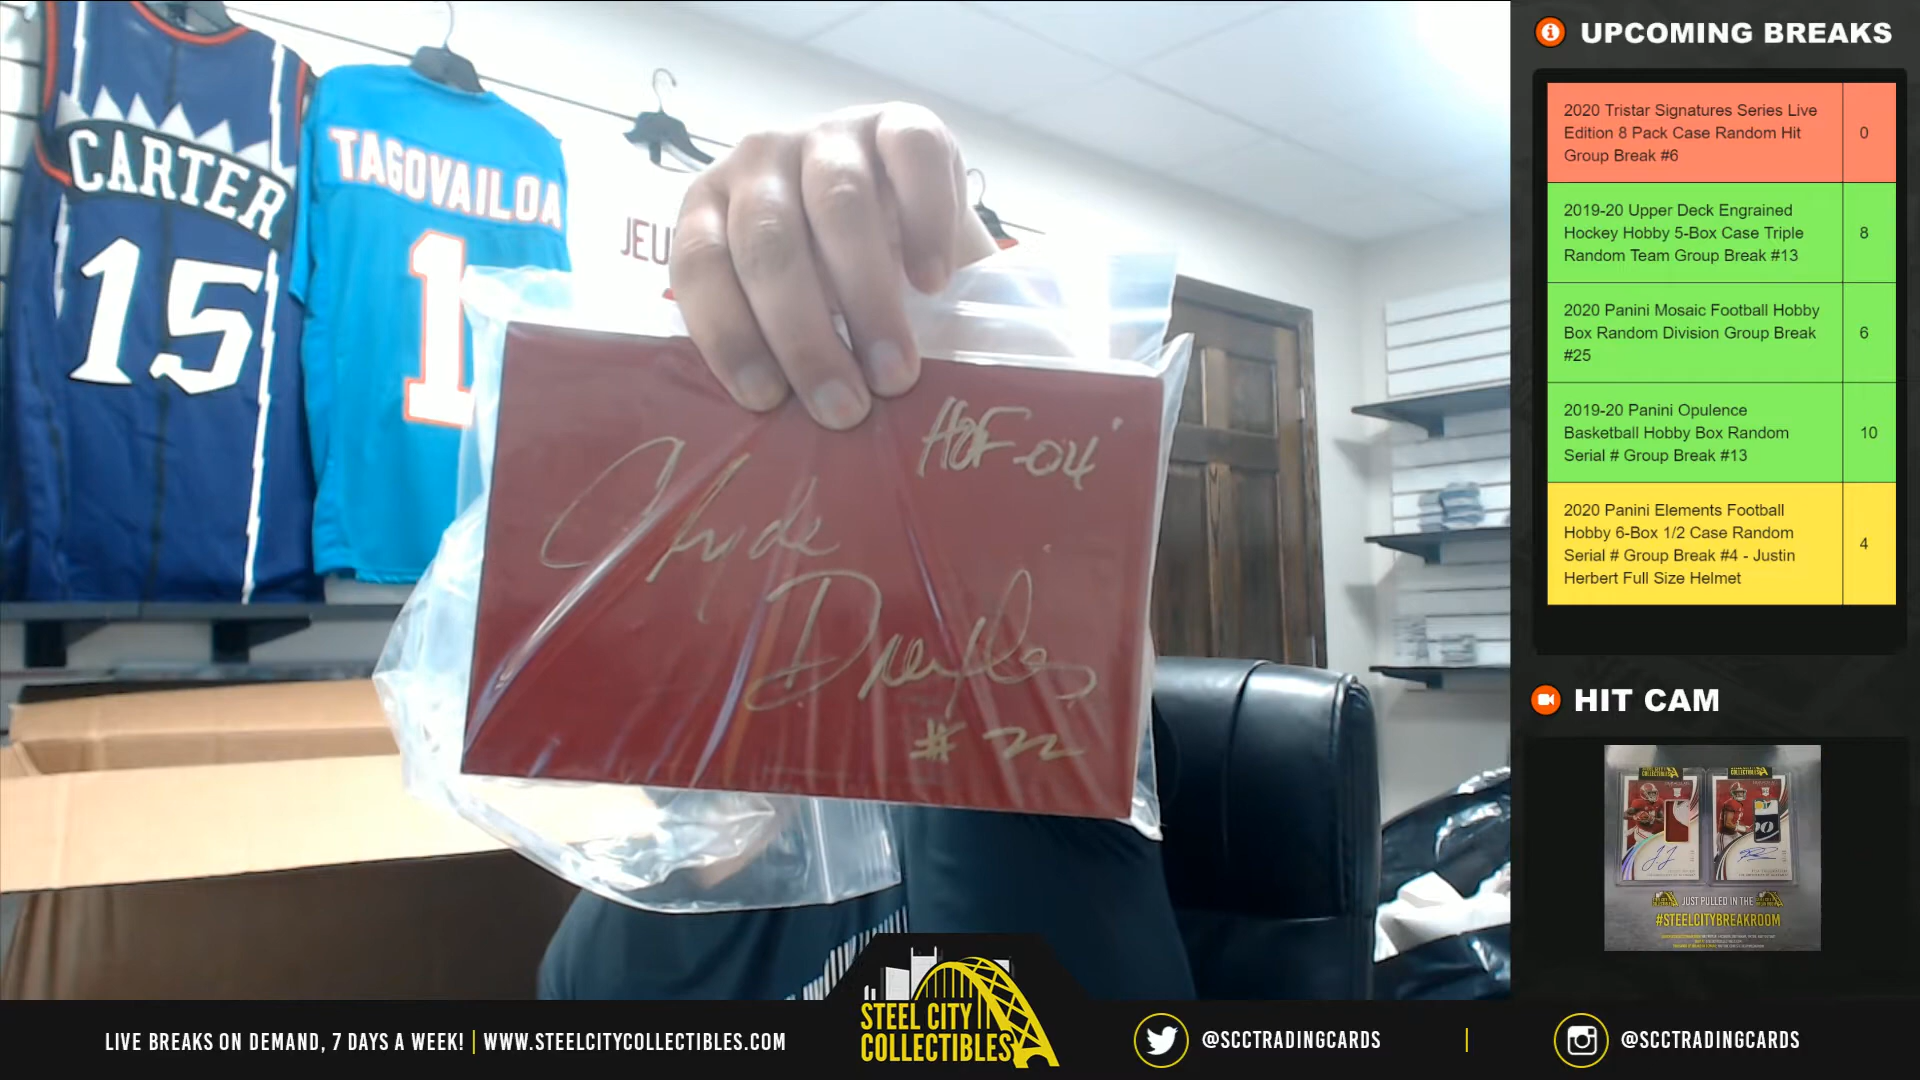 CARTER
15
TAGOVAILOA
1
JEU
HOF-04
Clyde
Drexler
# 22
UPCOMING BREAKS
2020 Tristar Signatures Series Live
Edition 8 Pack Case Random Hit
Group Break #6
0
2019-20 Upper Deck Engrained
Hockey Hobby 5-Box Case Triple
Random Team Group Break #13
8
2020 Panini Mosaic Football Hobby
Box Random Division Group Break
#25
6
2019-20 Panini Opulence
Basketball Hobby Box Random
Serial # Group Break #13
10
2020 Panini Elements Football
Hobby 6-Box 1/2 Case Random
Serial # Group Break #4 - Justin
Herbert Full Size Helmet
4
HIT CAM
JUST PULLED IN THE
#STEELCITYBREAKROOM
LIVE BREAKS ON DEMAND, 7 DAYS A WEEK! | WWW.STEELCITYCOLLECTIBLES.COM
STEEL CITY
COLLECTIBLES
@SCCTRADINGCARDS
@SCCTRADINGCARDS